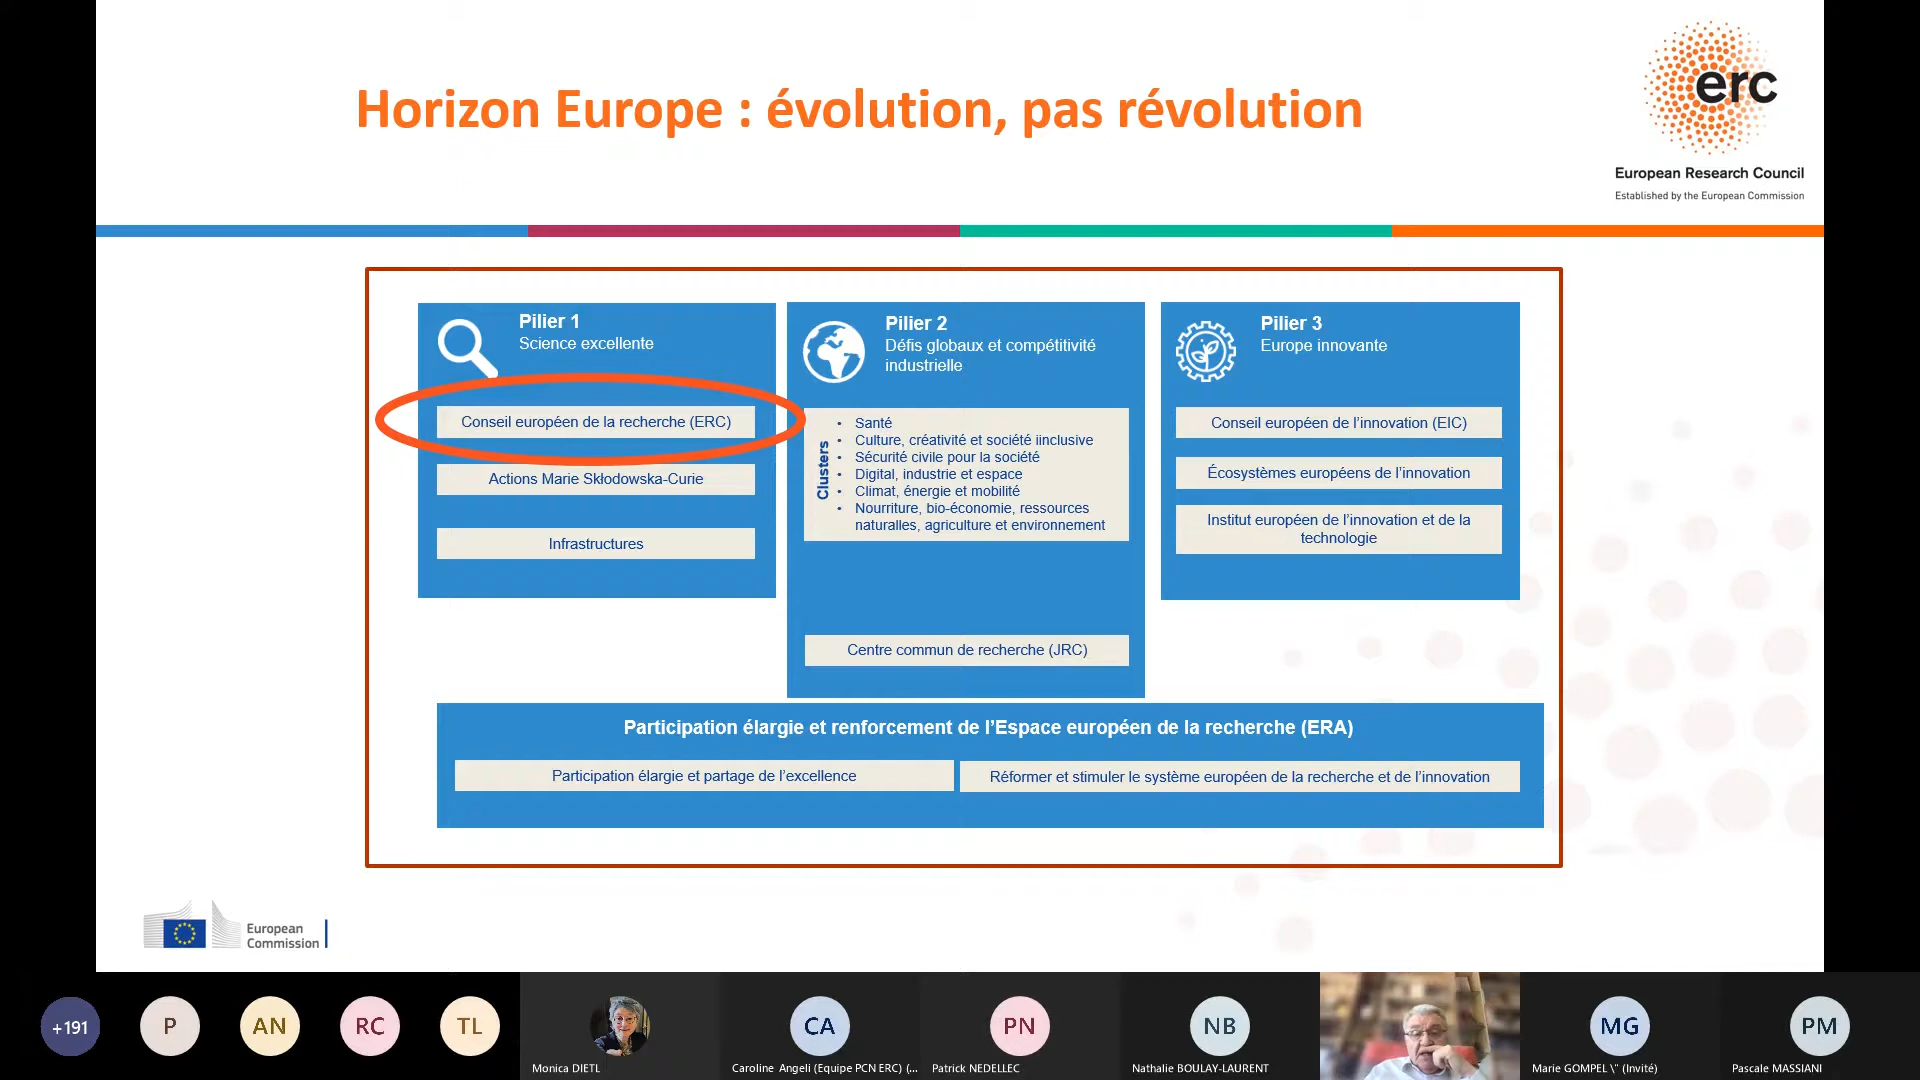 Horizon Europe : évolution, pas révolution
erc
European Research Council
Established by the European Commission
Pilier 1
Science excellente
Conseil européen de la recherche (ERC)
Actions Marie Skłodowska-Curie
Infrastructures
Pilier 2
Défis globaux et compétitivité
industrielle
Clusters
• Santé
• Culture, créativité et société iinclusive
• Sécurité civile pour la société
• Digital, industrie et espace
• Climat, énergie et mobilité
• Nourriture, bio-économie, ressources
naturalles, agriculture et environnement
Centre commun de recherche (JRC)
Pilier 3
Europe innovante
Conseil européen de l’innovation (EIC)
Écosystèmes européens de l’innovation
Institut européen de l’innovation et de la
technologie
Participation élargie et renforcement de l’Espace européen de la recherche (ERA)
Participation élargie et partage de l’excellence
Réformer et stimuler le système européen de la recherche et de l’innovation
European
Commission
+191
P
AN
RC
TL
Monica DIETL
CA
Caroline Angeli (Equipe PCN ERC) (...
PN
Patrick NEDELLEC
NB
Nathalie BOULAY-LAURENT
MG
Marie GOMPEL \" (Invité)
PM
Pascale MASSIANI